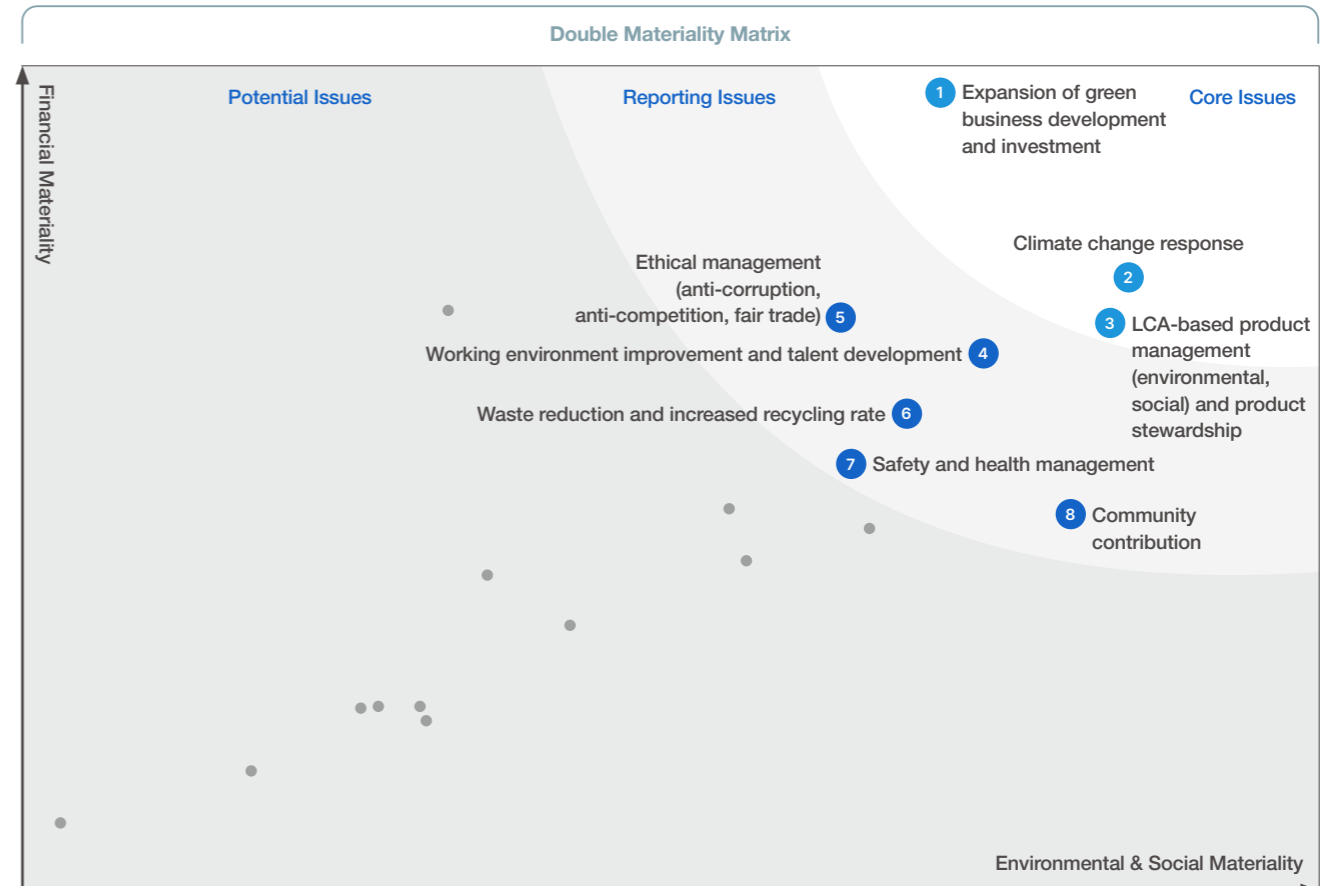 Double Materiality Matrix
Financial Materiality
Potential Issues
Reporting Issues
Core Issues
1
Expansion of green
business development
and investment
Climate change response
2
3
LCA-based product
management
(environmental,
social) and product
stewardship
Ethical management
(anti-corruption,
anti-competition, fair trade)
5
Working environment improvement and talent development
4
Waste reduction and increased recycling rate
6
7
Safety and health management
8
Community
contribution
Environmental & Social Materiality